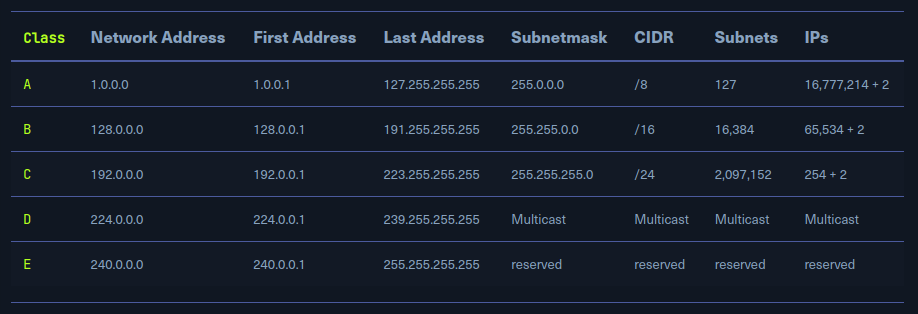 Class Network Address First Address Last Address Subnetmask CIDR Subnets IPs
A 1.0.0.0 1.0.0.1 127.255.255.255 255.0.0.0 /8 127 16,777,214 + 2
B 128.0.0.0 128.0.0.1 191.255.255.255 255.255.0.0 /16 16,384 65,534 + 2
C 192.0.0.0 192.0.0.1 223.255.255.255 255.255.255.0 /24 2,097,152 254 + 2
D 224.0.0.0 224.0.0.1 239.255.255.255 Multicast Multicast Multicast Multicast
E 240.0.0.0 240.0.0.1 255.255.255.255 reserved reserved reserved reserved